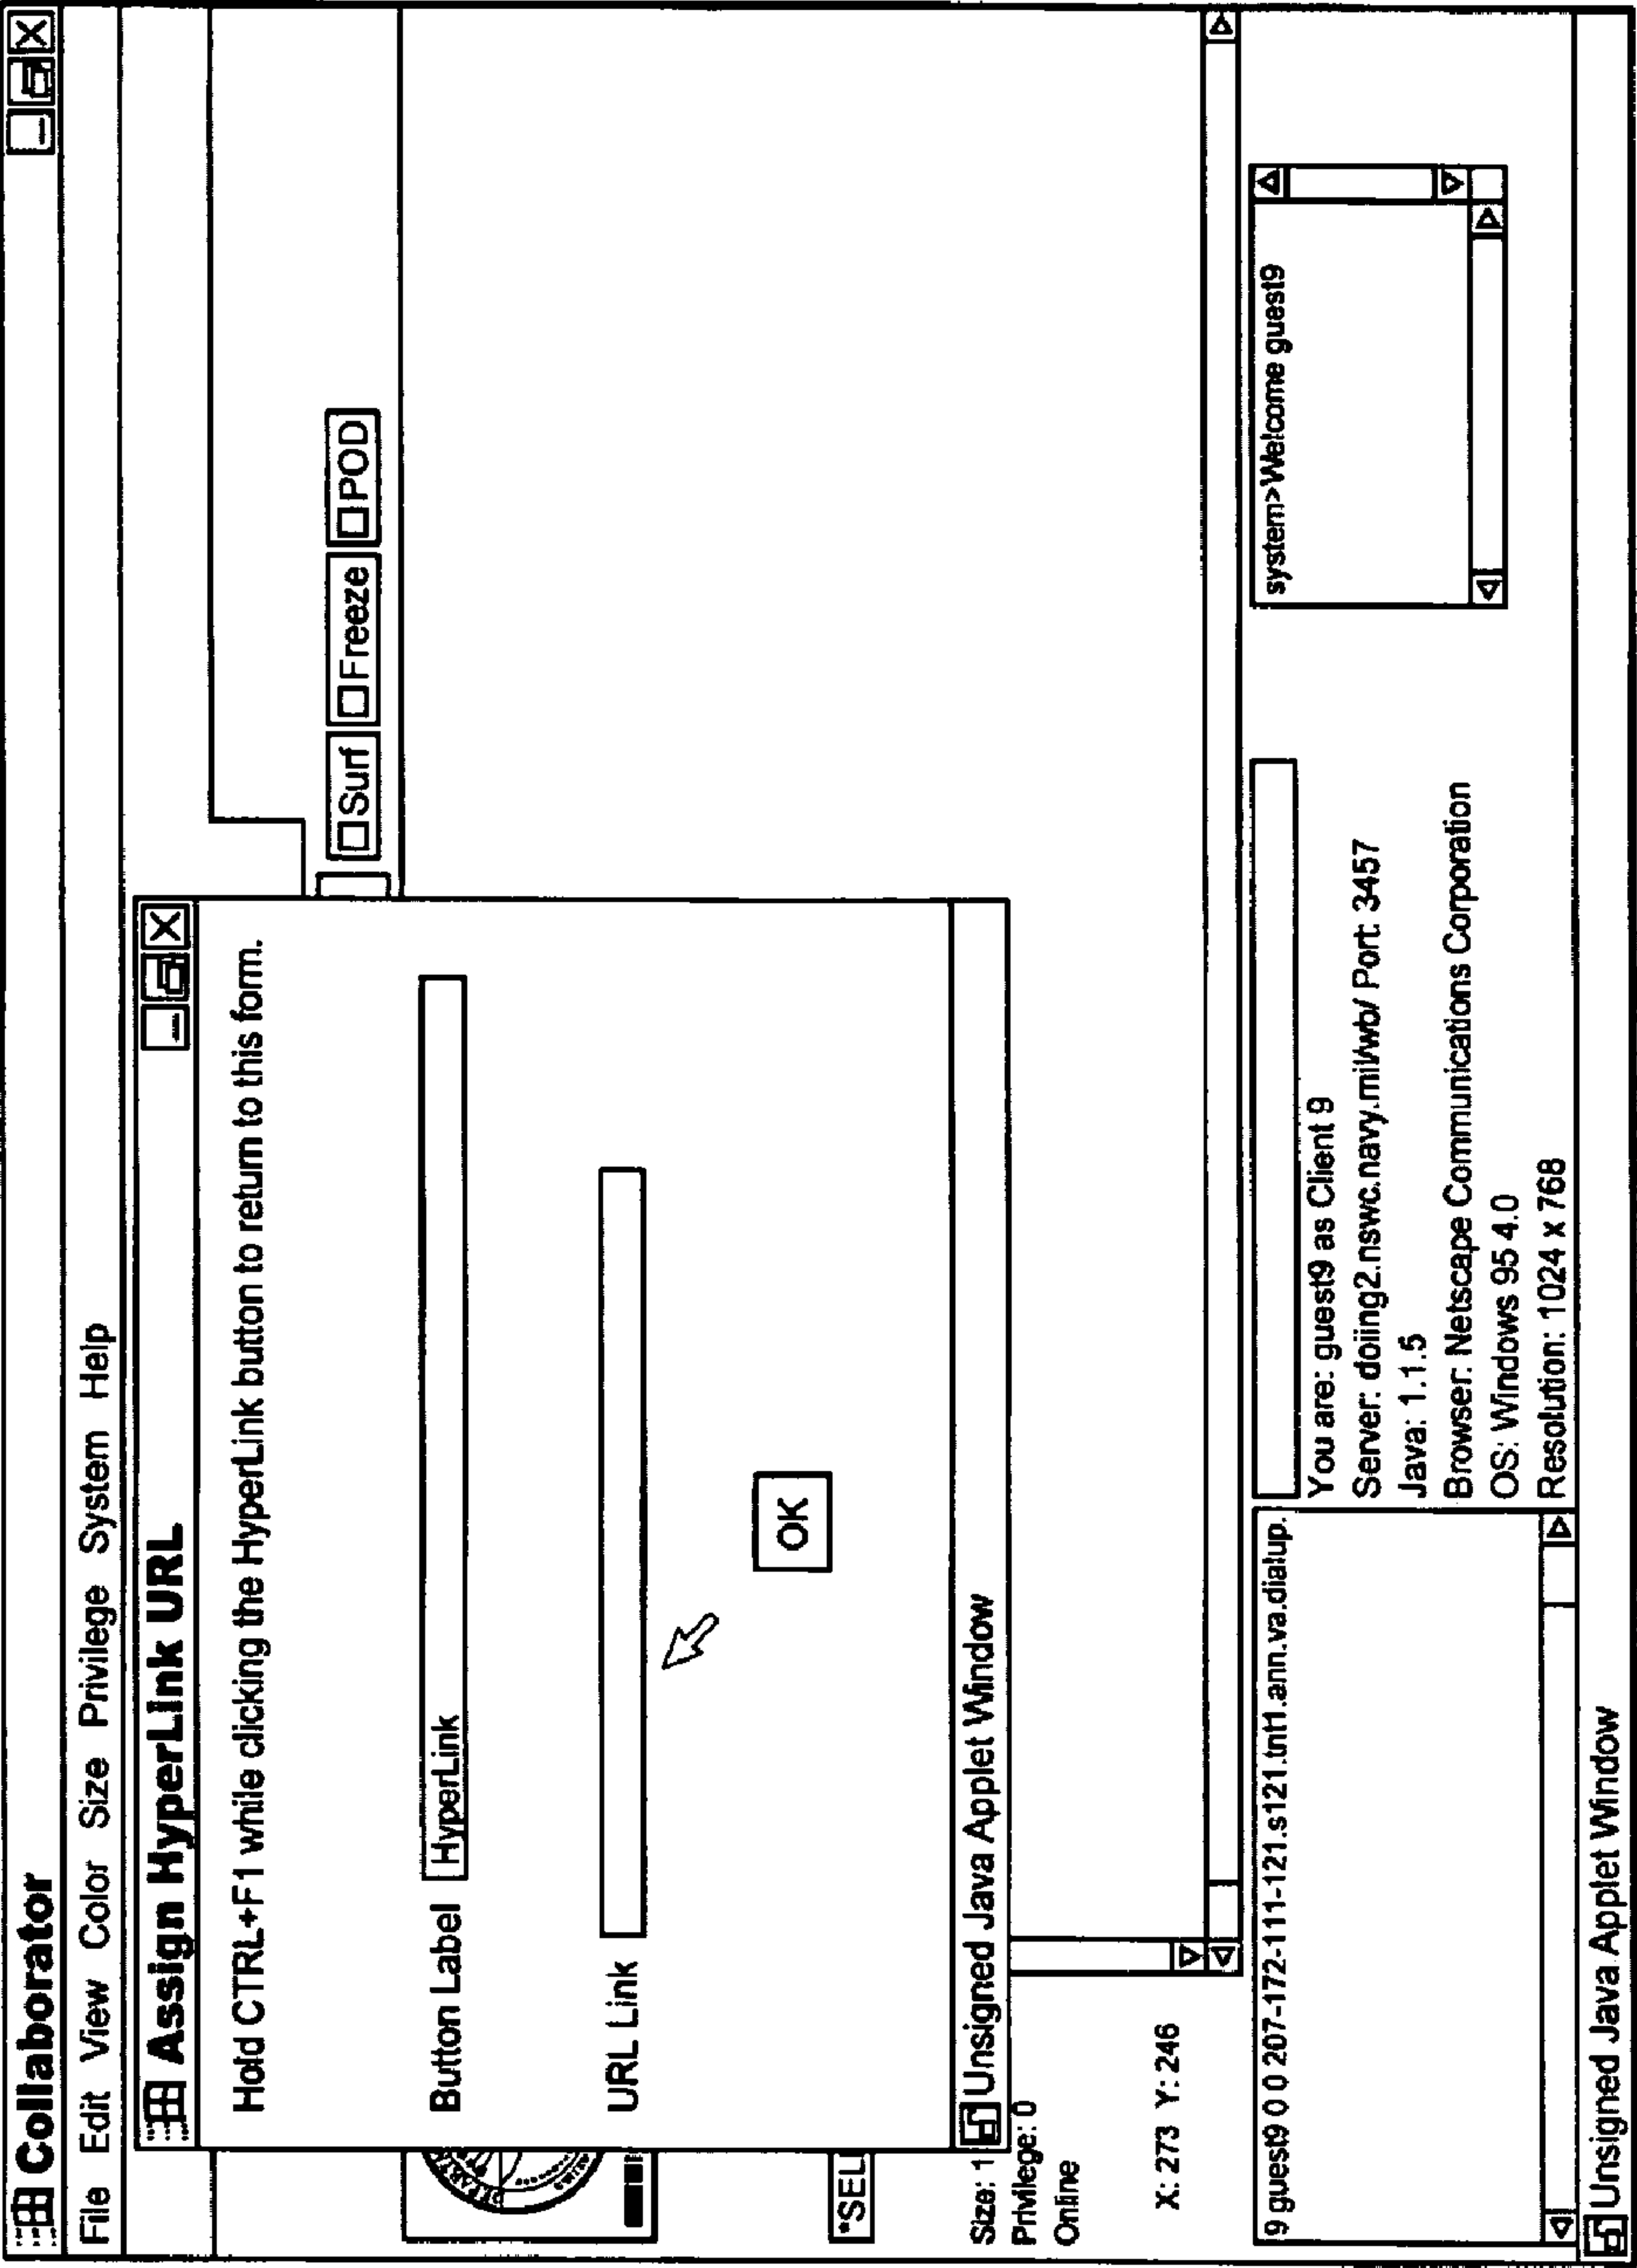 Collaborator
File Edit View Color Size Privilege System Help
Assign HyperLink URL
Hold CTRL+F1 while clicking the HyperLink button to return to this form.
Button Label HyperLink
URL Link
OK
Unsigned Java Applet Window
Surf Freeze POD
*SEL
Size: 1
Privilege: 0
Online
X: 273 Y: 246
9 guest9 0 0 207-172-111-121.s121.tnt1.ann.va.dialup.
You are: guest9 as Client 9
Server: doiing2.nswc.navy.mil/wb/ Port: 3457
Java: 1.1.5
Browser: Netscape Communications Corporation
OS: Windows 95 4.0
Resolution: 1024 x 768
system>Welcome guest9
Unsigned Java Applet Window